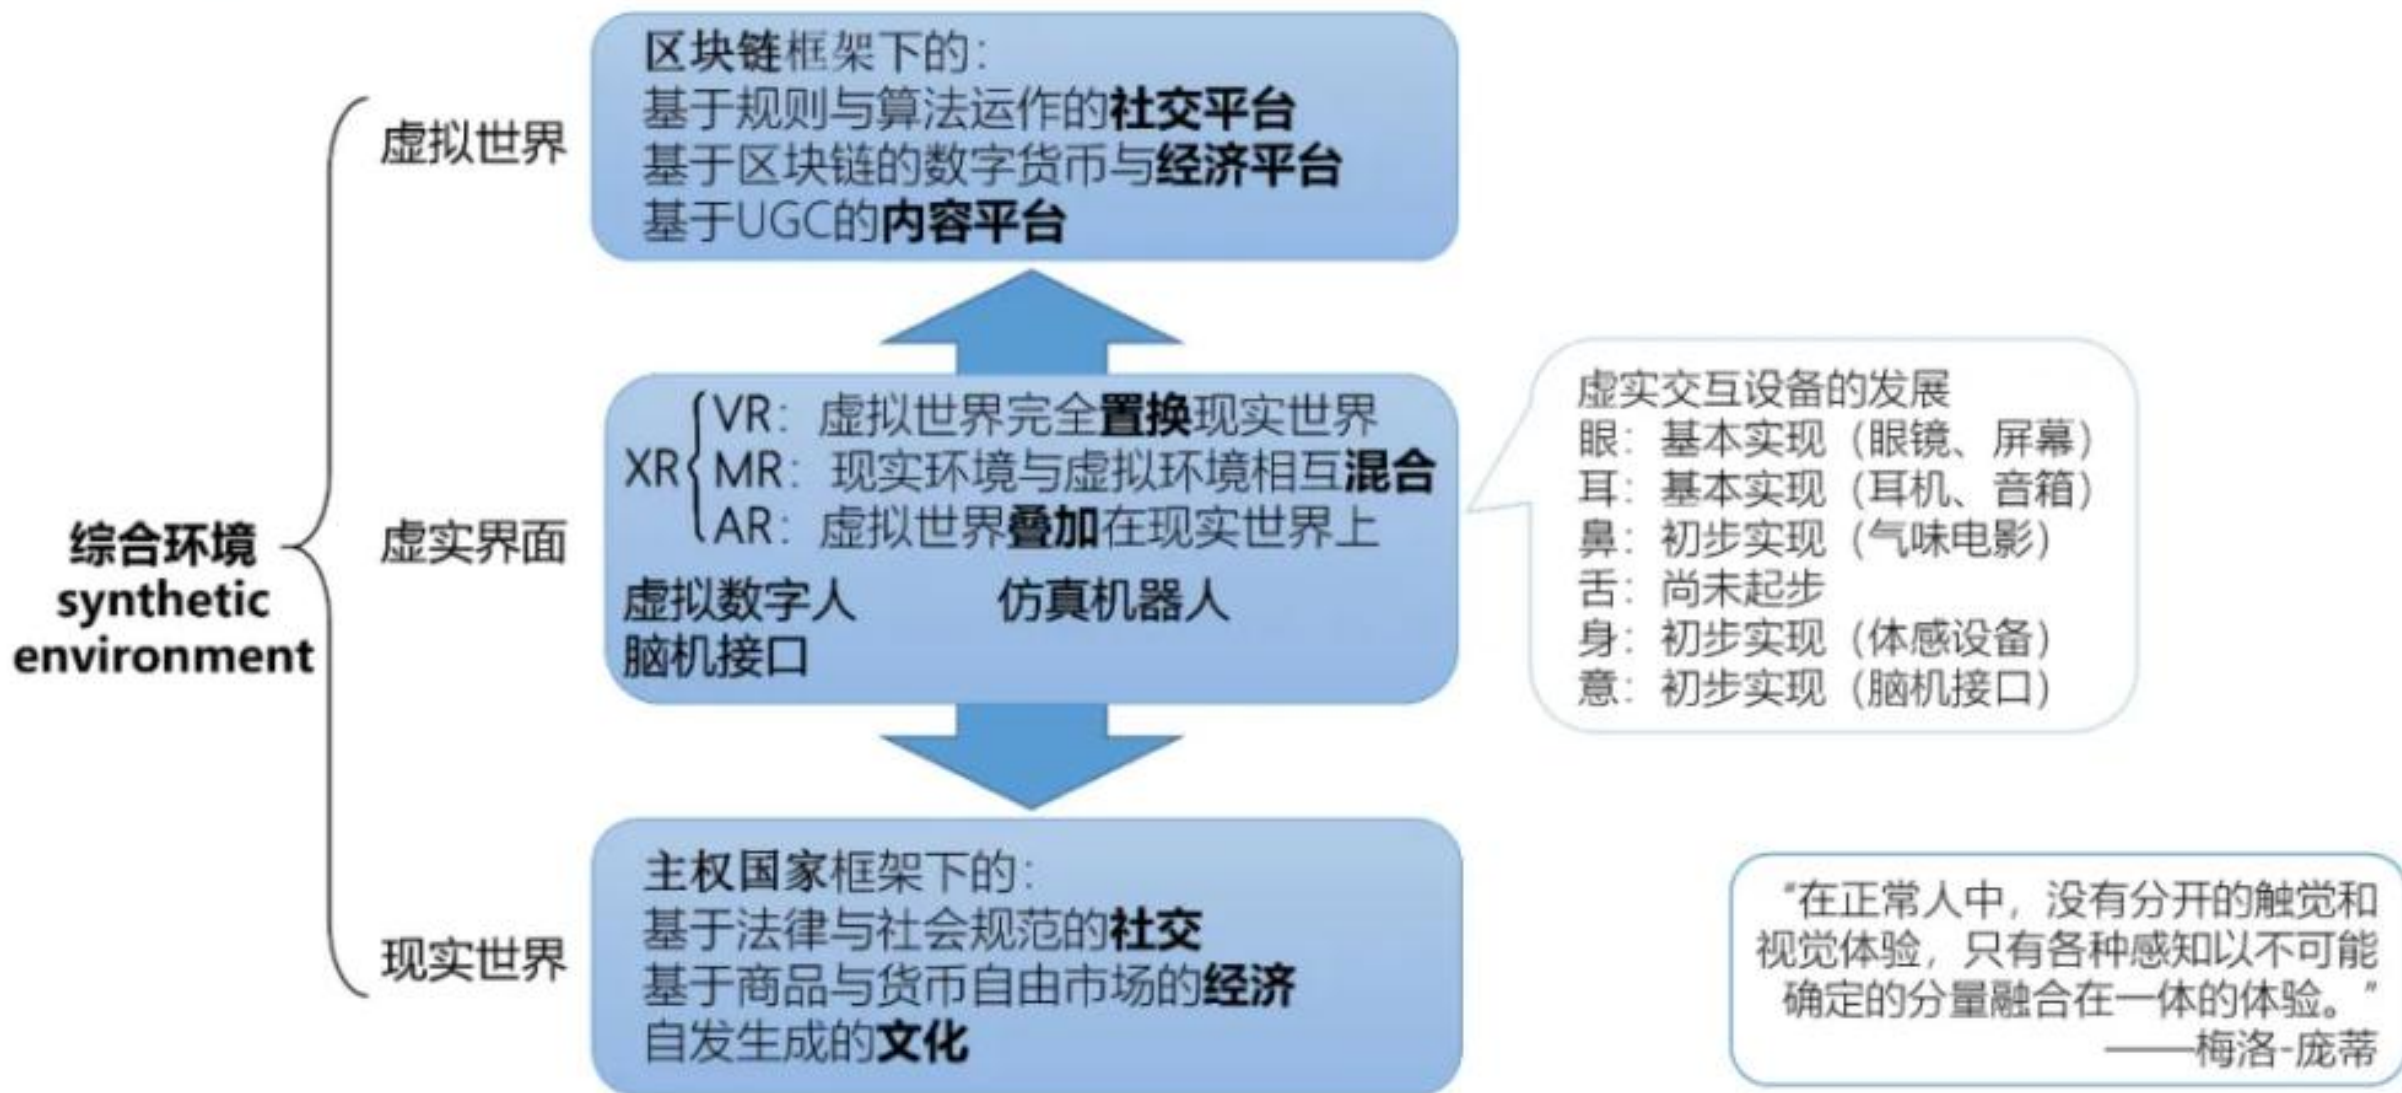 综合环境
synthetic
environment
虚拟世界
区块链框架下的：
基于规则与算法运作的社交平台
基于区块链的数字货币与经济平台
基于UGC的内容平台
虚实界面
XR
VR：虚拟世界完全置换现实世界
MR：现实环境与虚拟环境相互混合
AR：虚拟世界叠加在现实世界上
虚拟数字人 仿真机器人
脑机接口
虚实交互设备的发展
眼：基本实现（眼镜、屏幕）
耳：基本实现（耳机、音箱）
鼻：初步实现（气味电影）
舌：尚未起步
身：初步实现（体感设备）
意：初步实现（脑机接口）
现实世界
主权国家框架下的：
基于法律与社会规范的社交
基于商品与货币自由市场的经济
自发生成的文化
“在正常人中，没有分开的触觉和
视觉体验，只有各种感知以不可能
确定的分量融合在一体的体验。”
——梅洛-庞蒂